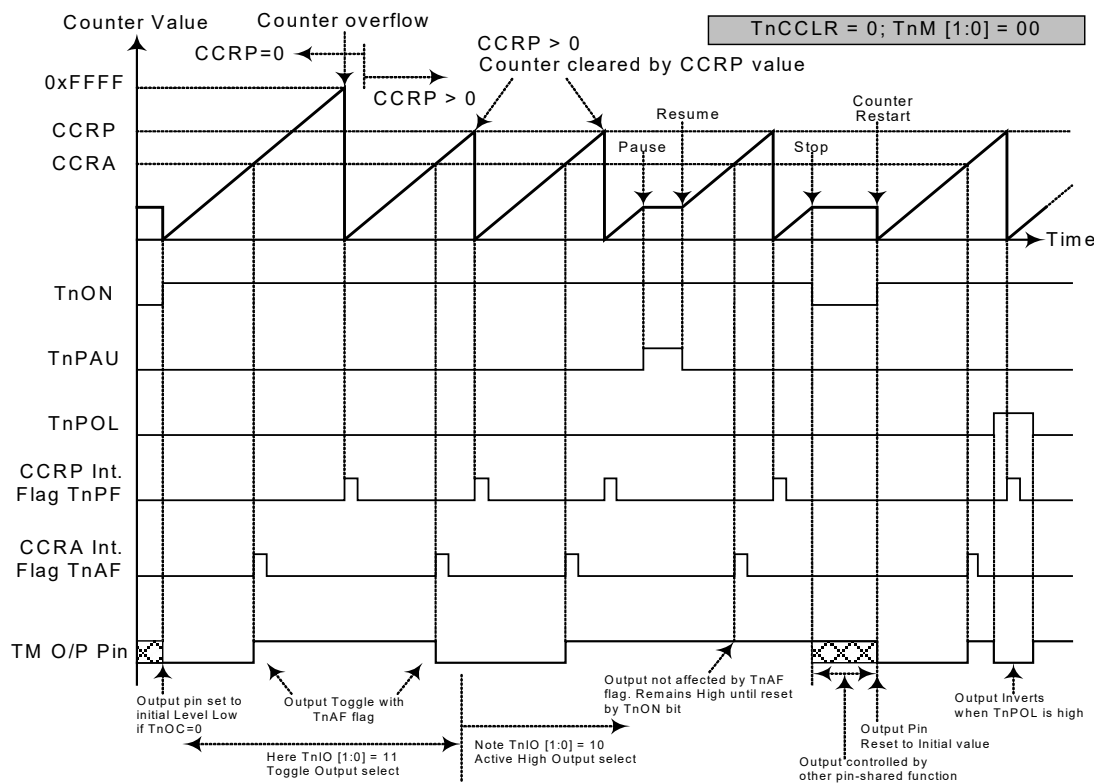 Counter Value
Counter overflow
TnCCLR = 0; TnM [1:0] = 00
CCRP=0
CCRP > 0
CCRP > 0
Counter cleared by CCRP value
0xFFFF
CCRP
CCRA
Pause
Resume
Stop
Counter
Restart
Time
TnON
TnPAU
TnPOL
CCRP Int.
Flag TnPF
CCRA Int.
Flag TnAF
TM O/P Pin
Output pin set to
initial Level Low
if TnOC=0
Output Toggle with
TnAF flag
Output not affected by TnAF
flag. Remains High until reset
by TnON bit
Output Inverts
when TnPOL is high
Output Pin
Reset to Initial value
Here TnIO [1:0] = 11
Toggle Output select
Note TnIO [1:0] = 10
Active High Output select
Output controlled by
other pin-shared function